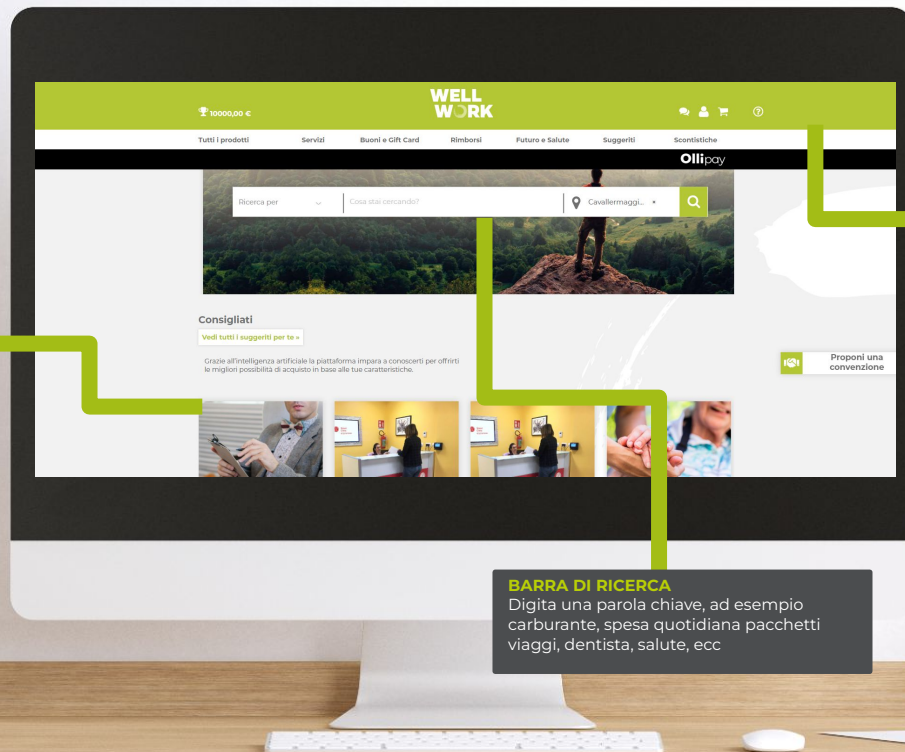 10000,00 €
WELL
WORK
Tutti i prodotti Servizi Buoni e Gift Card Rimborsi Futuro e Salute Suggeriti Scontistiche
Ollipay
Ricerca per Cosa stai cercando? Cavallermaggi...
Consigliati
Vedi tutti i suggeriti per te »
Grazie all'intelligenza artificiale la piattaforma impara a conoscerti per offrirti
le migliori possibilità di acquisto in base alle tue caratteristiche.
Proponi una
convenzione
BARRA DI RICERCA
Digita una parola chiave, ad esempio
carburante, spesa quotidiana pacchetti
viaggi, dentista, salute, ecc